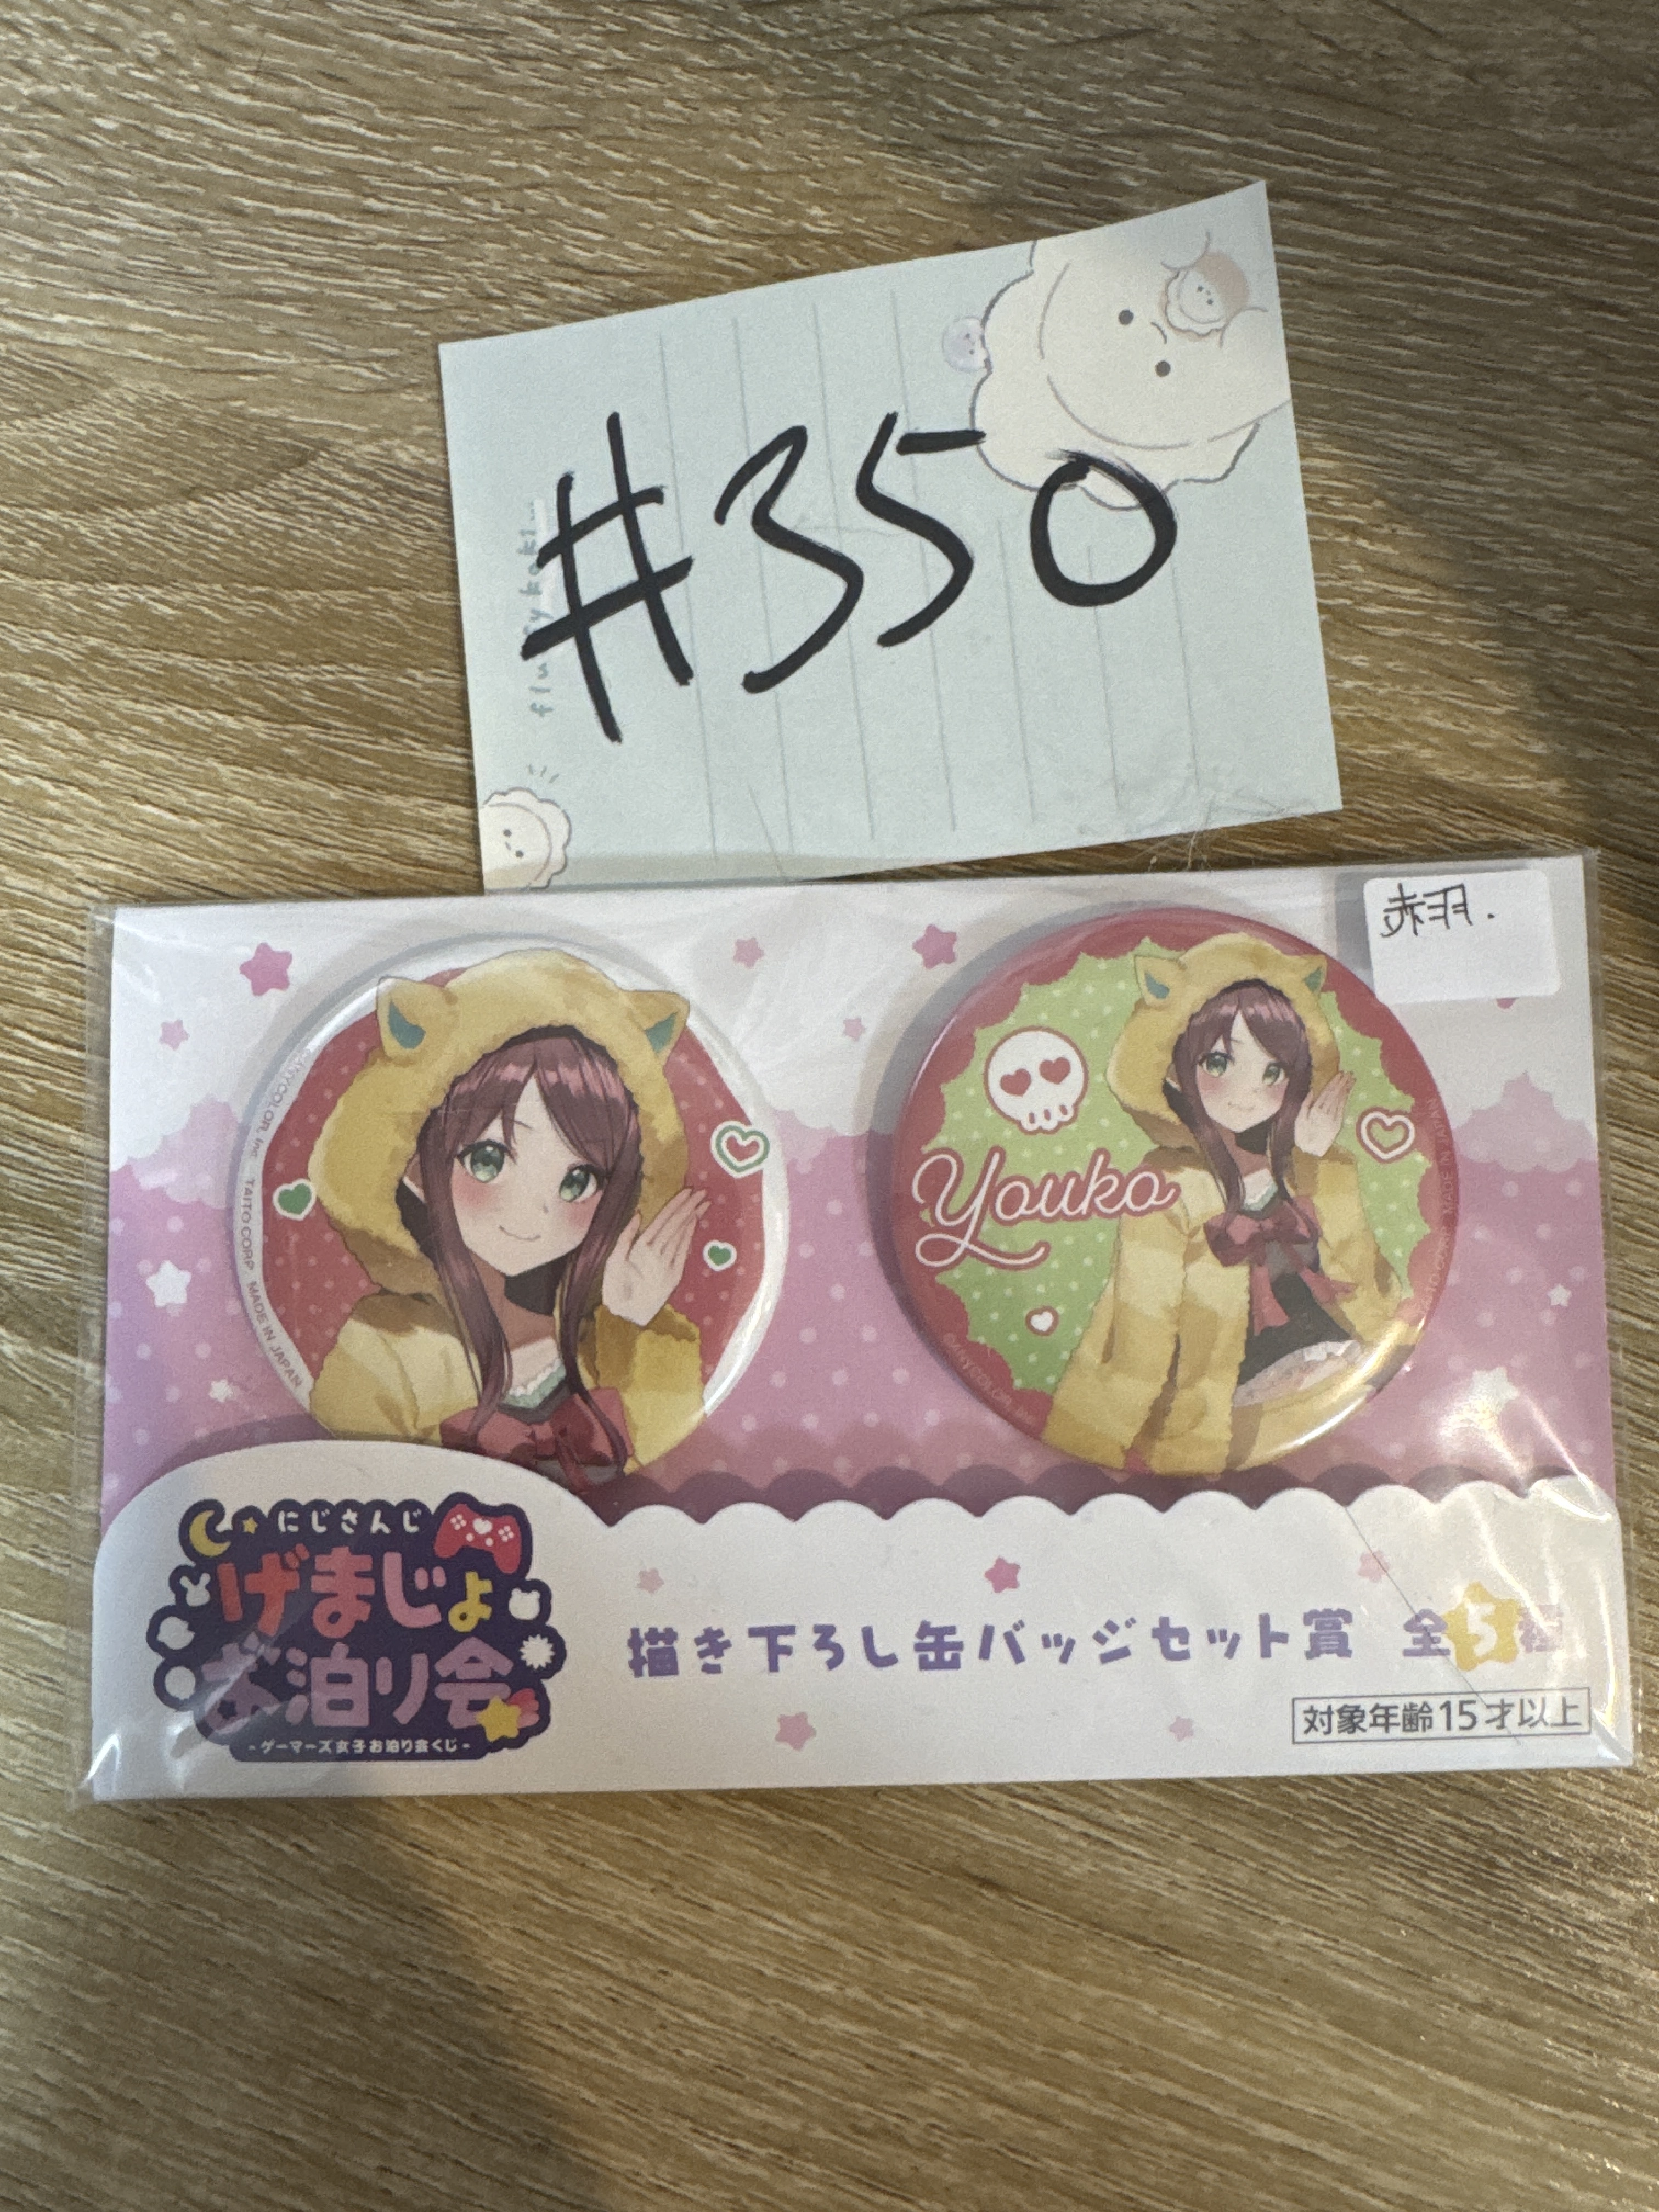 #350
赤羽.
©ANYCOLOR, Inc. TAITO CORP. MADE IN JAPAN
Youko
にじさんじ
げまじょ
お泊り会
-ゲーマーズ女子お泊り会くじ-
描き下ろし缶バッジセット賞 全5種
対象年齢15才以上